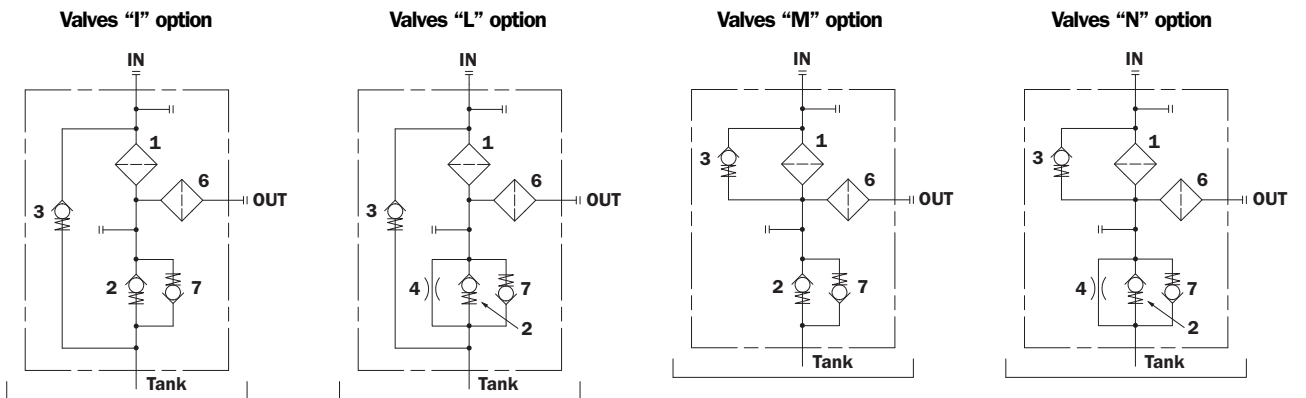 Valves “I” option
IN
1
6
OUT
3
2
7
Tank
Valves “L” option
IN
1
6
OUT
3
4
7
2
Tank
Valves “M” option
IN
1
3
6
OUT
2
7
Tank
Valves “N” option
IN
1
3
6
OUT
4
7
2
Tank